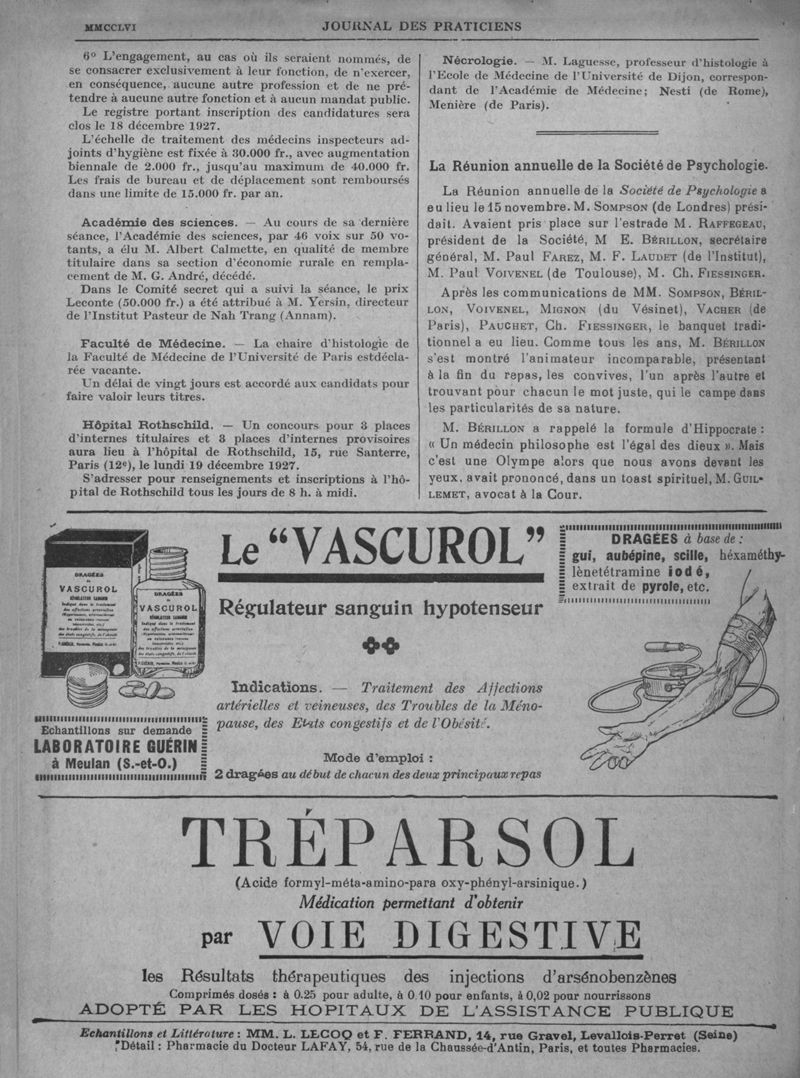 MMCCLVI
JOURNAL DES PRATICIENS
6º L'engagement, au cas où ils seraient nommés, de
se consacrer exclusivement à leur fonction, de n'exercer,
en conséquence, aucune autre profession et de ne pré-
tendre à aucune autre fonction et à aucun mandat public.
Le registre portant inscription des candidatures sera
clos le 18 décembre 1927.
L'échelle de traitement des médecins inspecteurs ad-
joints d'hygiène est fixée à 30.000 fr., avec augmentation
biennale de 2.000 fr., jusqu'au maximum de 40.000 fr.
Les frais de bureau et de déplacement sont remboursés
dans une limite de 15.000 fr. par an.
Académie des sciences. — Au cours de sa dernière
séance, l'Académie des sciences, par 46 voix sur 50 vo-
tants, a élu M. Albert Calmette, en qualité de membre
titulaire dans sa section d'économie rurale en rempla-
cement de M. G. André, décédé.
Dans le Comité secret qui a suivi la séance, le prix
Leconte (50.000 fr.) a été attribué à M. Yersin, directeur
de l'Institut Pasteur de Nah Trang (Annam).
Faculté de Médecine. — La chaire d'histologie de
la Faculté de Médecine de l'Université de Paris estdécla-
rée vacante.
Un délai de vingt jours est accordé aux candidats pour
faire valoir leurs titres.
Hôpital Rothschild. — Un concours pour 3 places
d'internes titulaires et 3 places d'internes provisoires
aura lieu à l'hôpital de Rothschild, 15, rue Santerre,
Paris (12e), le lundi 19 décembre 1927.
S'adresser pour renseignements et inscriptions à l'hô-
pital de Rothschild tous les jours de 8 h. à midi.
Nécrologie. — M. Laguesse, professeur d'histologie à
l'Ecole de Médecine de l'Université de Dijon, correspon-
dant de l'Académie de Médecine; Nesti (de Rome),
Menière (de Paris).
La Réunion annuelle de la Société de Psychologie.
La Réunion annuelle de la Société de Psychologie a
eu lieu le 15 novembre. M. SOMPSON (de Londres) prési-
dait. Avaient pris place sur l'estrade M. RAFFEGEAU,
président de la Société, M E. BÉRILLON, secrétaire
général, M. Paul FAREZ, M. F. LAUDET (de l'Institut),
M. Paul VOIVENEL (de Toulouse), M. Ch. FIESSINGER.
Après les communications de MM. SOMPSON, BÉRIL-
LON, VOIVENEL, MIGNON (du Vésinet), VACHER (de
Paris), PAUCHET, Ch. FIESSINGER, le banquet tradi-
tionnel a eu lieu. Comme tous les ans, M. BÉRILLON
s'est montré l'animateur incomparable, présentant
à la fin du repas, les convives, l'un après l'autre et
trouvant pour chacun le mot juste, qui le campe dans
les particularités de sa nature.
M. BÉRILLON a rappelé la formule d'Hippocrate :
« Un médecin philosophe est l'égal des dieux ». Mais
c'est une Olympe alors que nous avons devant les
yeux, avait prononcé, dans un toast spirituel, M. GUIL-
LEMET, avocat à la Cour.
DRAGÉES
VASCUROL
RÉGULATEUR SANGUIN
DRAGÉES
VASCUROL
RÉGULATEUR SANGUIN
Le "VASCUROL"
Régulateur sanguin hypotenseur
Indications. — Traitement des Affections
artérielles et veineuses, des Troubles de la Méno-
pause, des Etats congestifs et de l'Obésité.
Mode d'emploi :
2 dragées au début de chacun des deux principaux repas
Echantillons sur demande
LABORATOIRE GUÉRIN
à Meulan (S.-et-O.)
DRAGÉES à base de :
gui, aubépine, scille, héxaméthy-
lènetétramine iodé,
extrait de pyrole, etc.
TRÉPARSOL
(Acide formyl-méta-amino-para oxy-phényl-arsinique.)
Médication permettant d'obtenir
par VOIE DIGESTIVE
les Résultats thérapeutiques des injections d'arsénobenzènes
Comprimés dosés : à 0.25 pour adulte, à 0 10 pour enfants, à 0,02 pour nourrissons
ADOPTÉ PAR LES HOPITAUX DE L'ASSISTANCE PUBLIQUE
Echantillons et Littérature : MM. L. LECOQ et F. FERRAND, 14, rue Gravel, Levallois-Perret (Seine)
Détail : Pharmacie du Docteur LAFAY, 54, rue de la Chaussée-d'Antin, Paris, et toutes Pharmacies.